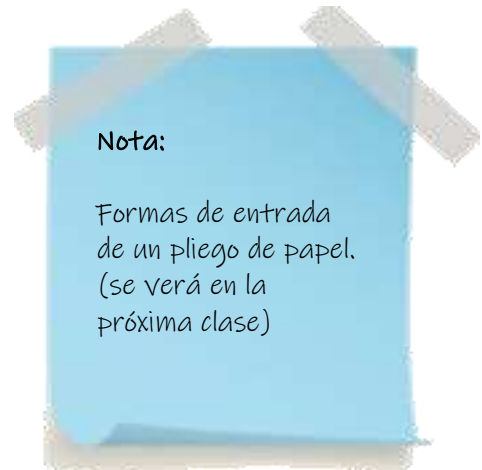 Nota:
Formas de entrada
de un pliego de papel.
(se verá en la
próxima clase)